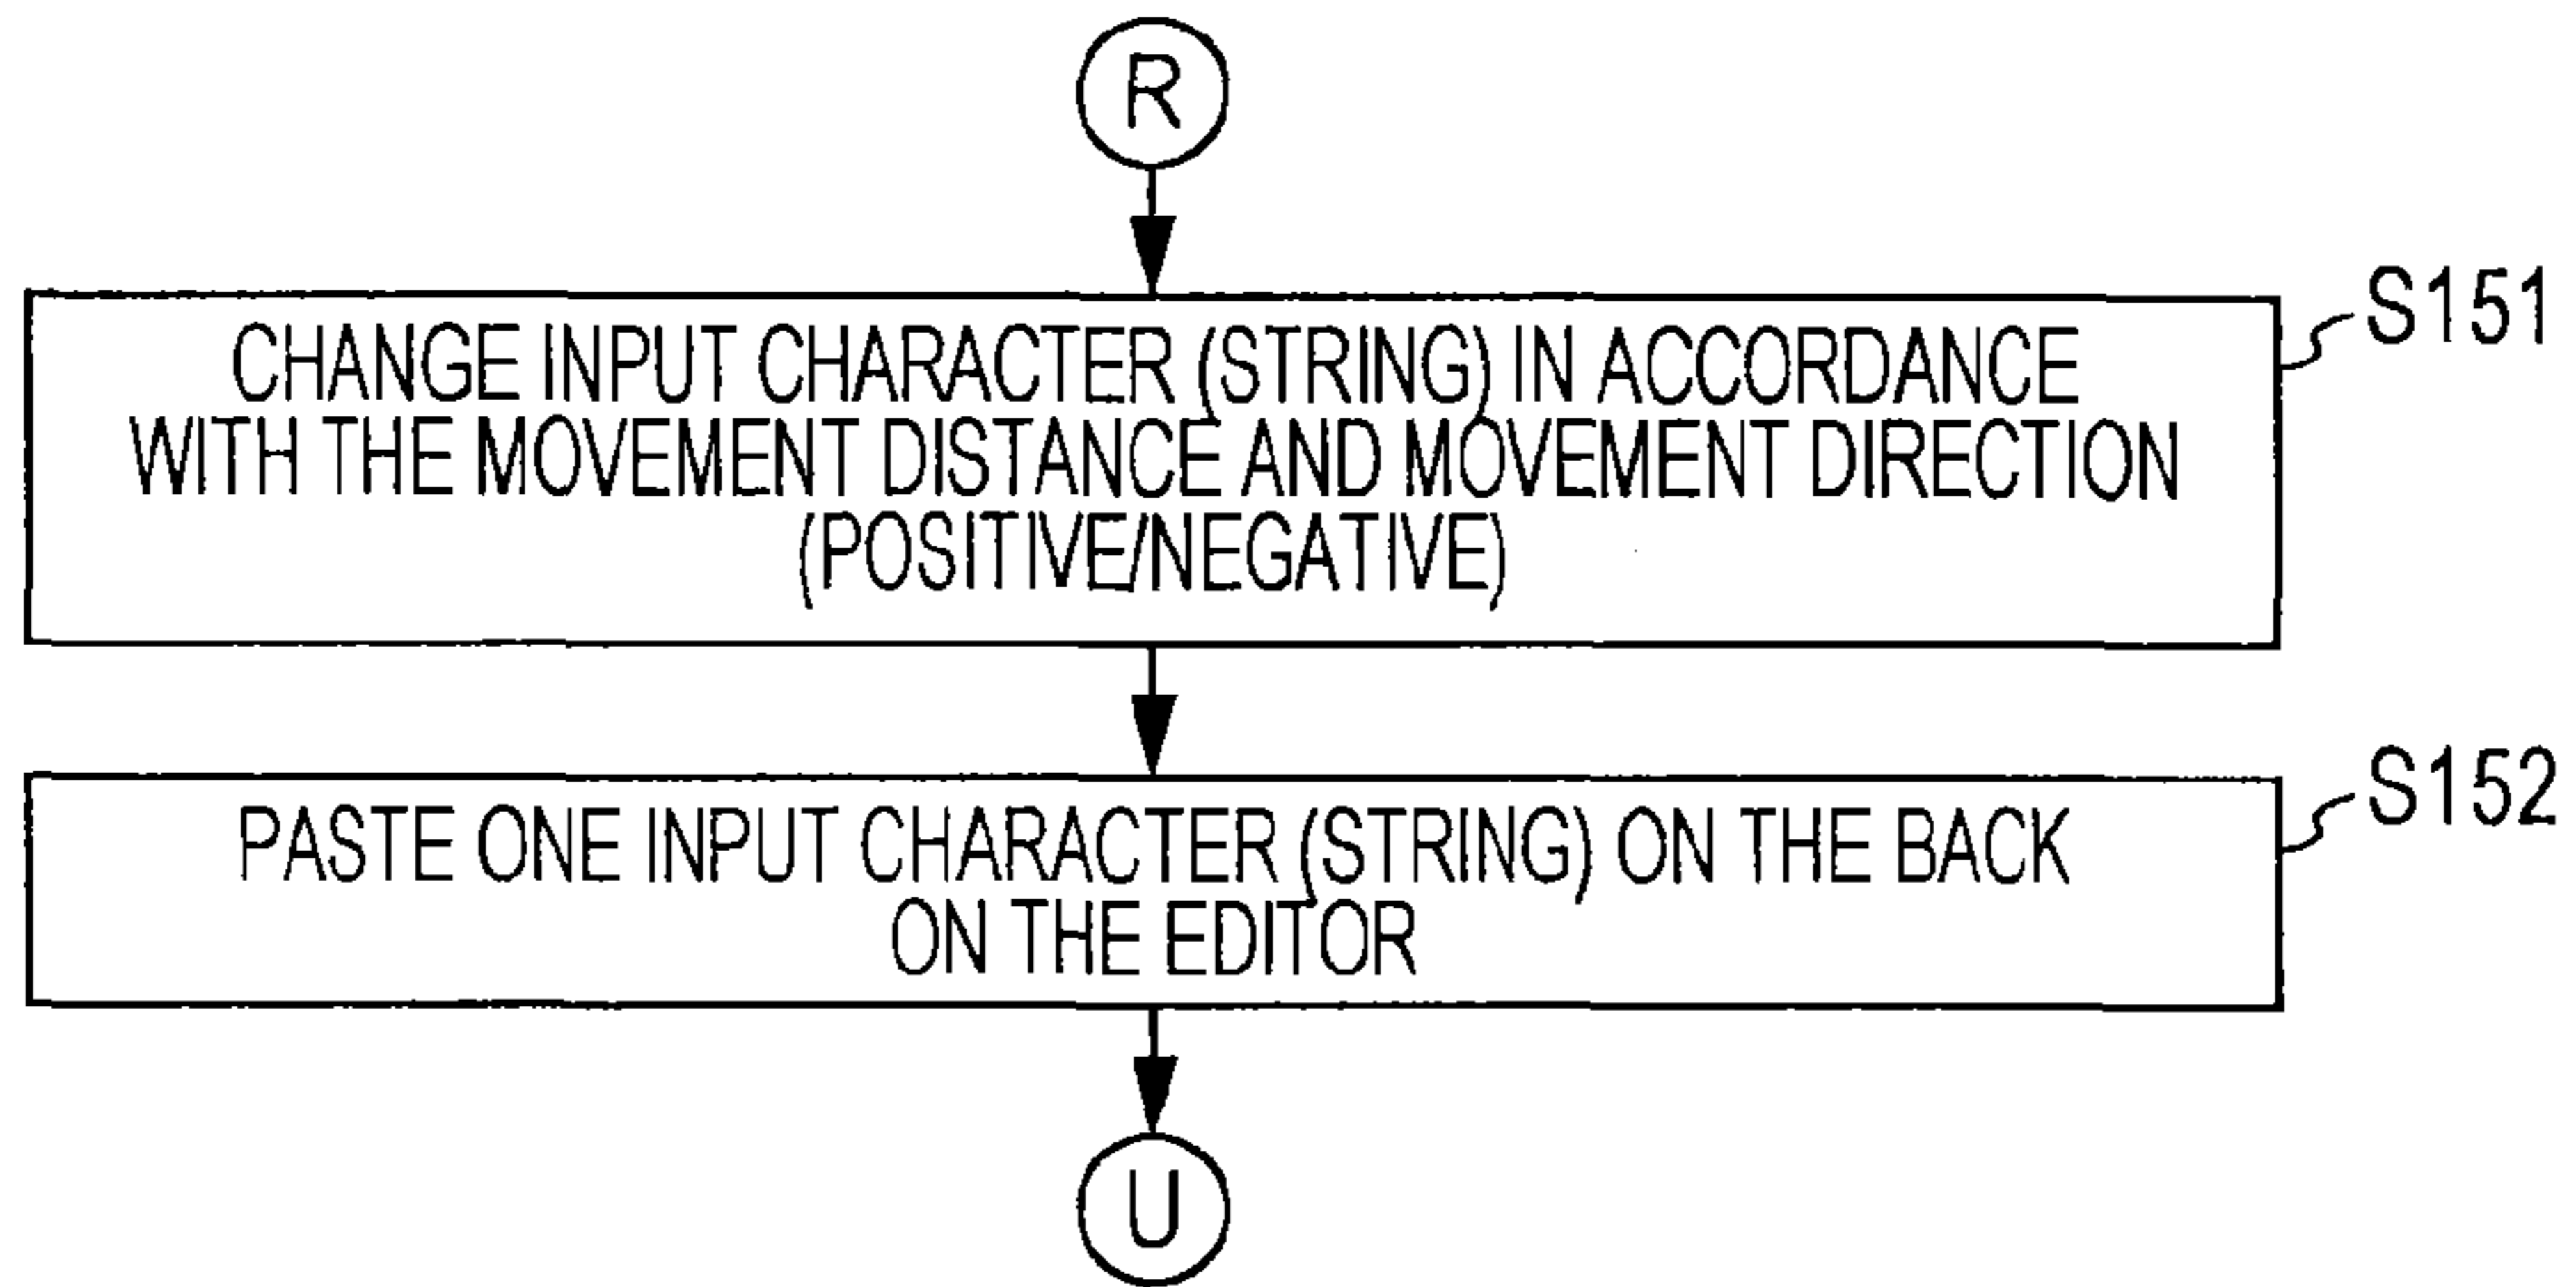 R
S151
CHANGE INPUT CHARACTER (STRING) IN ACCORDANCE
WITH THE MOVEMENT DISTANCE AND MOVEMENT DIRECTION
(POSITIVE/NEGATIVE)
S152
PASTE ONE INPUT CHARACTER (STRING) ON THE BACK
ON THE EDITOR
U